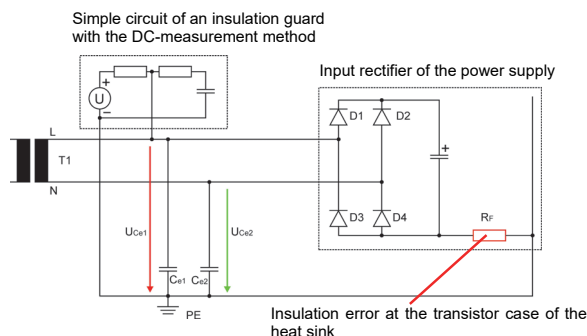 Simple circuit of an insulation guard
with the DC-measurement method
Input rectifier of the power supply
+
U
−
D1
D2
L
T1
+
N
D3
D4
RF
UCe1
UCe2
Ce1
Ce2
PE
Insulation error at the transistor case of the
heat sink